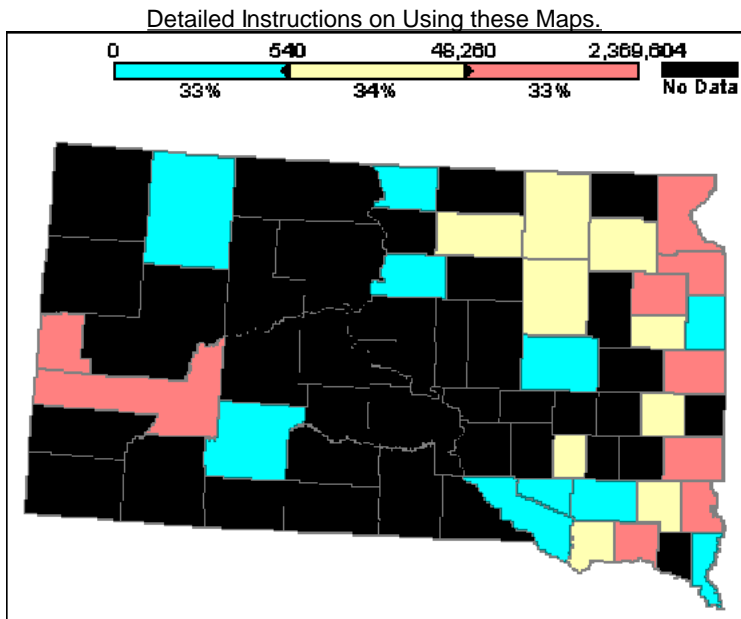 Detailed Instructions on Using these Maps.
0 540 48,260 2,369,604
33% 34% 33% No Data